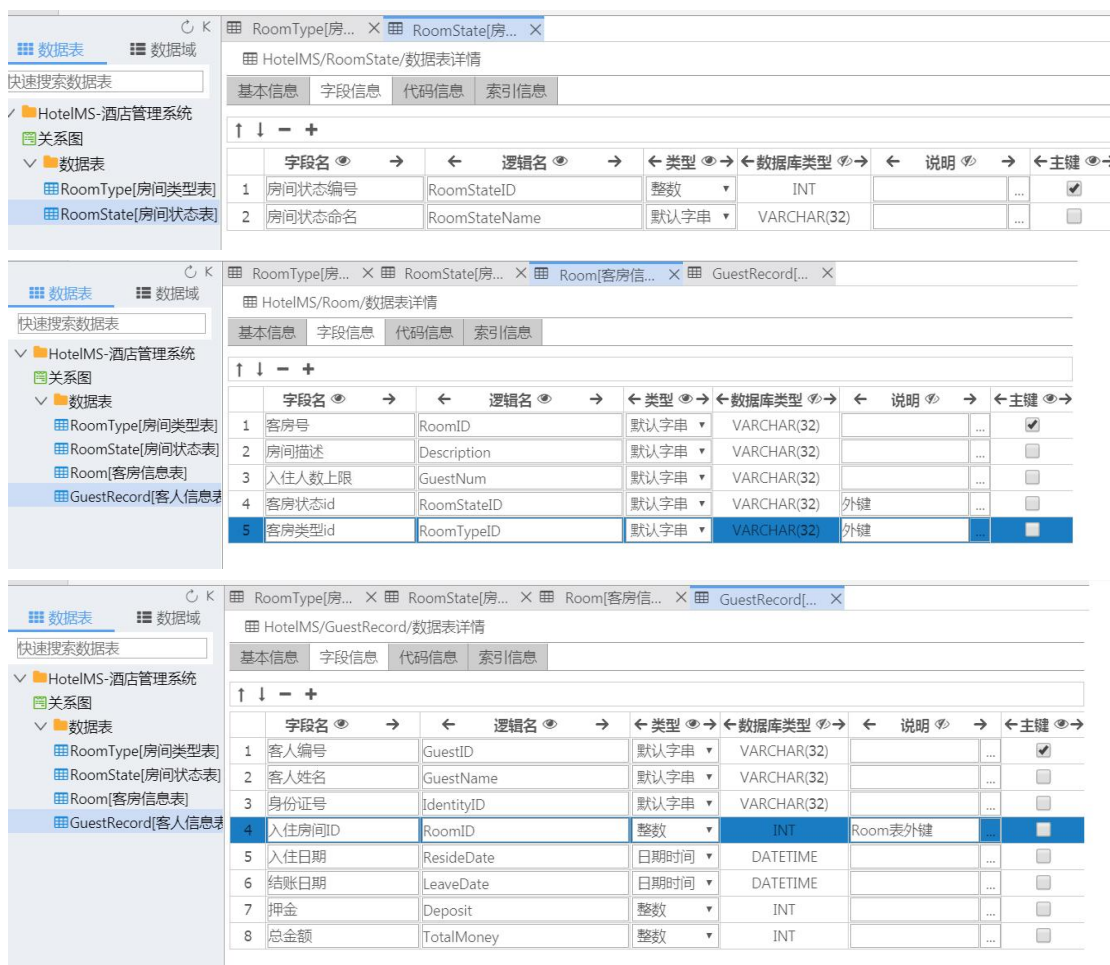 RoomType[房... × RoomState[房... ×
数据表 数据域
HotelMS/RoomState/数据表详情
快速搜索数据表
基本信息 字段信息 代码信息 索引信息
HotelMS-酒店管理系统
关系图
数据表
RoomType[房间类型表]
RoomState[房间状态表]
↑ ↓ − +
字段名 → ← 逻辑名 → ← 类型 → ← 数据库类型 → ← 说明 → ← 主键
1 房间状态编号 RoomStateID 整数 INT ...
2 房间状态命名 RoomStateName 默认字串 VARCHAR(32) ...
RoomType[房... × RoomState[房... × Room[客房信... × GuestRecord[... ×
数据表 数据域
HotelMS/Room/数据表详情
快速搜索数据表
基本信息 字段信息 代码信息 索引信息
HotelMS-酒店管理系统
关系图
数据表
RoomType[房间类型表]
RoomState[房间状态表]
Room[客房信息表]
GuestRecord[客人信息表
↑ ↓ − +
字段名 → ← 逻辑名 → ← 类型 → ← 数据库类型 → ← 说明 → ← 主键 →
1 客房号 RoomID 默认字串 VARCHAR(32) ...
2 房间描述 Description 默认字串 VARCHAR(32) ...
3 入住人数上限 GuestNum 默认字串 VARCHAR(32) ...
4 客房状态id RoomStateID 默认字串 VARCHAR(32) 外键 ...
5 客房类型id RoomTypeID 默认字串 VARCHAR(32) 外键 ...
RoomType[房... × RoomState[房... × Room[客房信... × GuestRecord[... ×
数据表 数据域
HotelMS/GuestRecord/数据表详情
快速搜索数据表
基本信息 字段信息 代码信息 索引信息
HotelMS-酒店管理系统
关系图
数据表
RoomType[房间类型表]
RoomState[房间状态表]
Room[客房信息表]
GuestRecord[客人信息表
↑ ↓ − +
字段名 → ← 逻辑名 → ← 类型 → ← 数据库类型 → ← 说明 → ← 主键 →
1 客人编号 GuestID 默认字串 VARCHAR(32) ...
2 客人姓名 GuestName 默认字串 VARCHAR(32) ...
3 身份证号 IdentityID 默认字串 VARCHAR(32) ...
4 入住房间ID RoomID 整数 INT Room表外键 ...
5 入住日期 ResideDate 日期时间 DATETIME ...
6 结账日期 LeaveDate 日期时间 DATETIME ...
7 押金 Deposit 整数 INT ...
8 总金额 TotalMoney 整数 INT ...